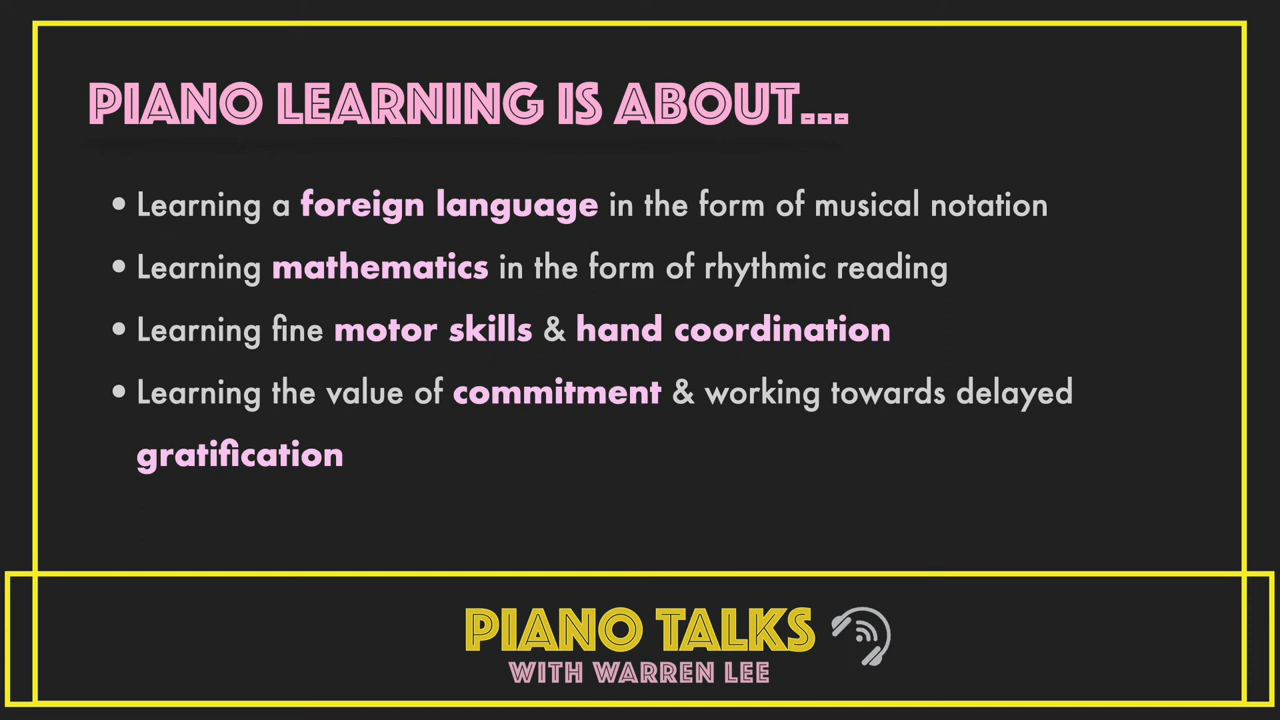 PIANO LEARNING IS ABOUT...
• Learning a foreign language in the form of musical notation
• Learning mathematics in the form of rhythmic reading
• Learning fine motor skills & hand coordination
• Learning the value of commitment & working towards delayed
gratification
PIANO TALKS
WITH WARREN LEE